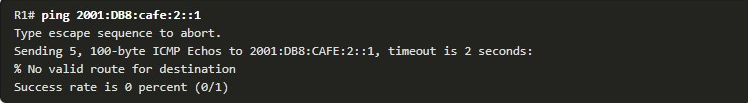 R1# ping 2001:DB8:cafe:2::1
Type escape sequence to abort.
Sending 5, 100-byte ICMP Echos to 2001:DB8:CAFE:2::1, timeout is 2 seconds:
% No valid route for destination
Success rate is 0 percent (0/1)